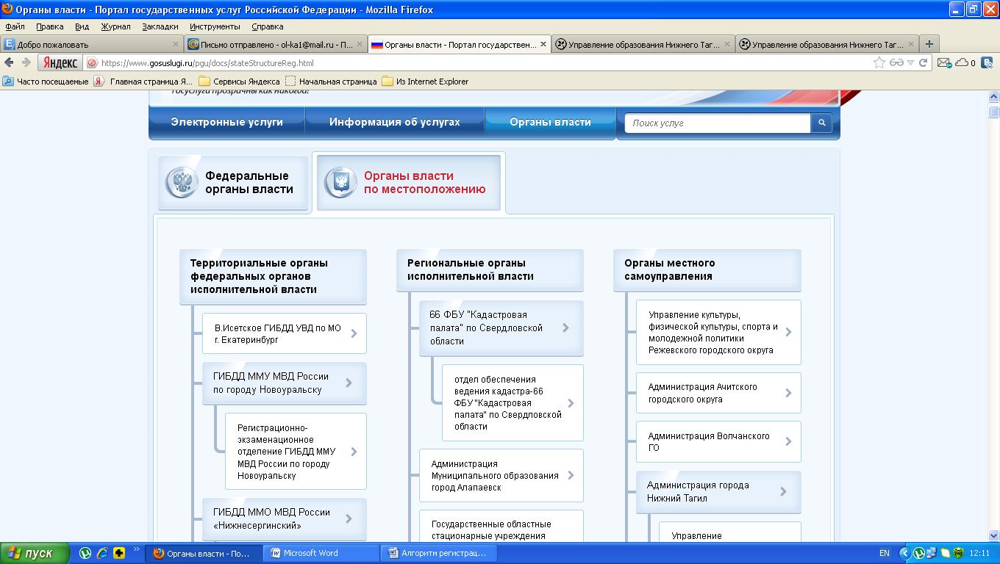 Органы власти - Портал государственных услуг Российской Федерации - Mozilla Firefox
Файл Правка Вид Журнал Закладки Инструменты Справка
Добро пожаловать
Письмо отправлено - ol-ka1@mail.ru - П...
Органы власти - Портал государствен...
Управление образования Нижнего Таг...
Управление образования Нижнего Таг...
Яндекс
https://www.gosuslugi.ru/pgu/docs/stateStructureReg.html
0
Часто посещаемые
Главная страница Я...
Сервисы Яндекса
Начальная страница
Из Internet Explorer
Госуслуги прозрачны как никогда!
Электронные услуги
Информация об услугах
Органы власти
Поиск услуг
Федеральные
органы власти
Органы власти
по местоположению
Территориальные органы
федеральных органов
исполнительной власти
В.Исетское ГИБДД УВД по МО
г. Екатеринбург
ГИБДД ММУ МВД России
по городу Новоуральску
Регистрационно-
экзаменационное
отделение ГИБДД ММУ
МВД России по городу
Новоуральску
ГИБДД ММО МВД России
«Нижнесергинский»
Региональные органы
исполнительной власти
66 ФБУ "Кадастровая
палата" по Свердловской
области
отдел обеспечения
ведения кадастра-66
ФБУ "Кадастровая
палата" по Свердловской
области
Администрация
Муниципального образования
город Алапаевск
Государственные областные
стационарные учреждения
Органы местного
самоуправления
Управление культуры,
физической культуры, спорта и
молодежной политики
Режевского городского округа
Администрация Ачитского
городского округа
Администрация Волчанского
ГО
Администрация города
Нижний Тагил
Управление
пуск
Органы власти - По...
Microsoft Word
Алгоритм регистрац...
EN
12:11